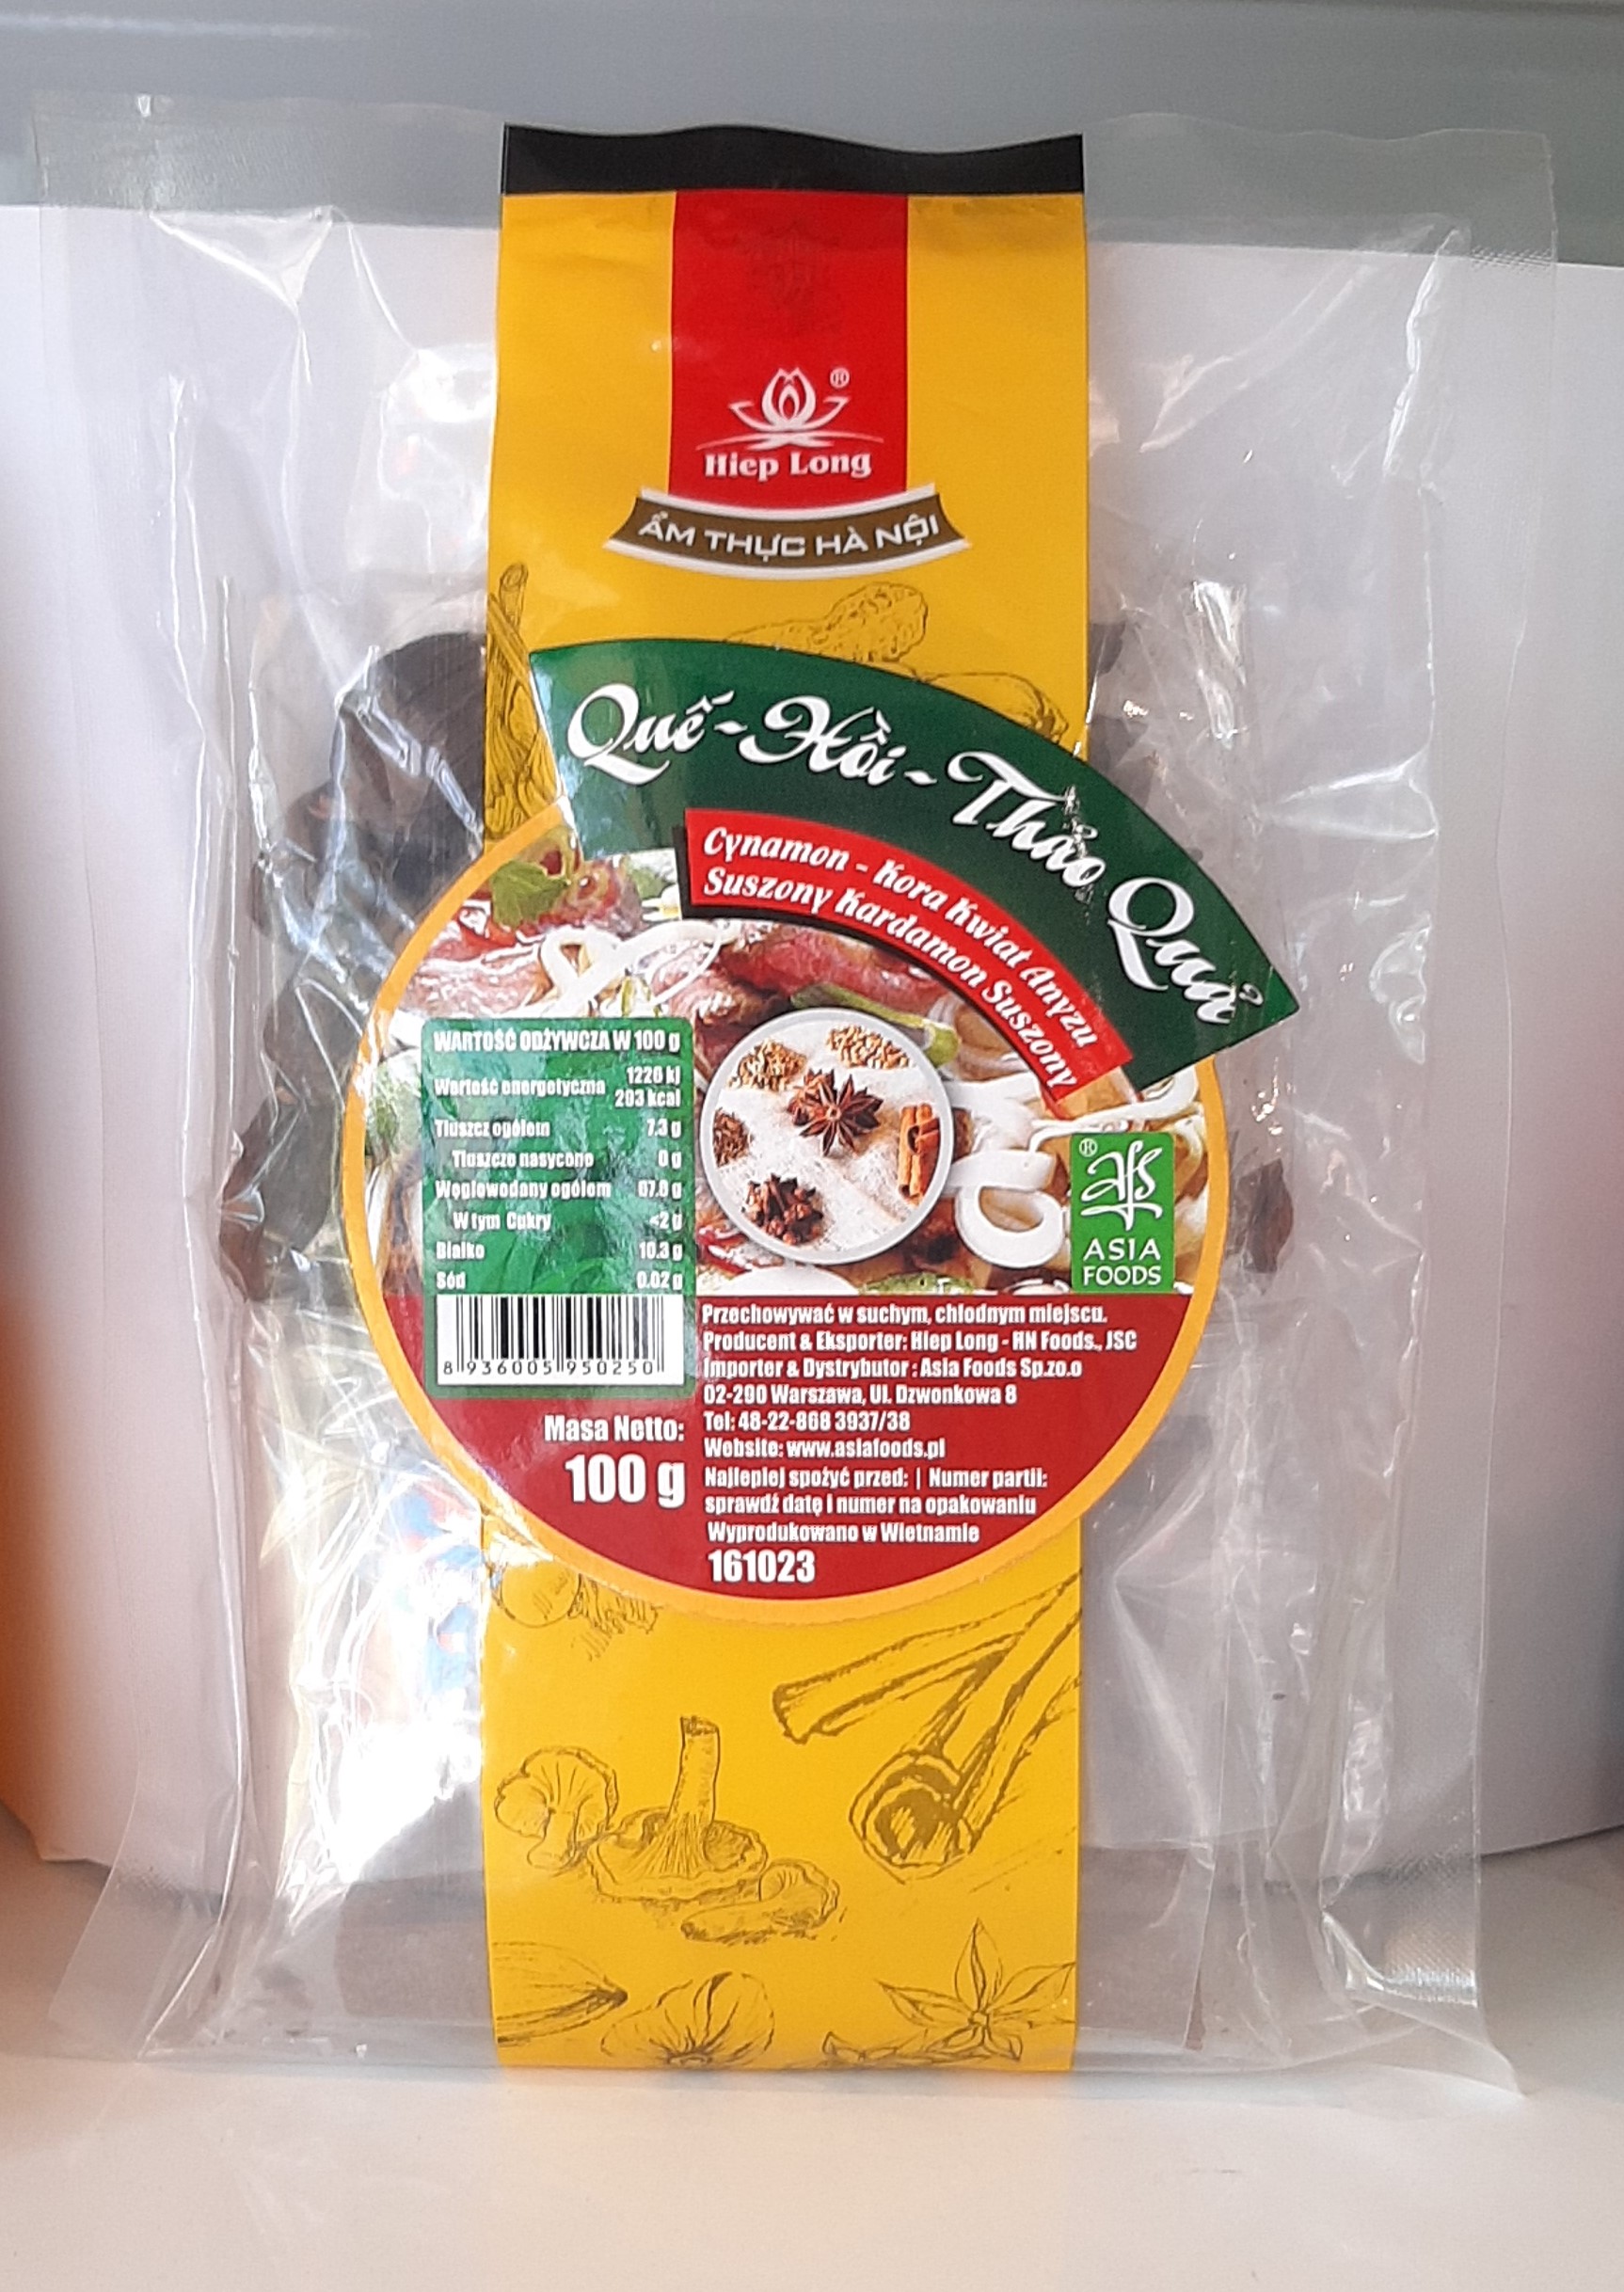 ®
Hiep Long
ẨM THỰC HÀ NỘI
Quế - Hồi - Thảo Quả
Cynamon - Kora Kwiat Anyżu
Suszony Kardamon Suszony
WARTOŚĆ ODŻYWCZA W 100 g
Wartość energetyczna 1226 kj
293 kcal
Tłuszcz ogółem 7.3 g
Tłuszcze nasycone 0 g
Węglowodany ogółem 67.8 g
W tym Cukry <2 g
Białko 10.3 g
Sód 0.02 g
8 936005 950250
Masa Netto:
100 g
®
afs
ASIA
FOODS
Przechowywać w suchym, chłodnym miejscu.
Producent & Eksporter: Hiep Long - HN Foods., JSC
Importer & Dystrybutor : Asia Foods Sp.zo.o
02-290 Warszawa, Ul. Dzwonkowa 8
Tel: 48-22-868 3937/38
Website: www.asiafoods.pl
Najlepiej spożyć przed: | Numer partii:
sprawdź datę i numer na opakowaniu
Wyprodukowano w Wietnamie
161023